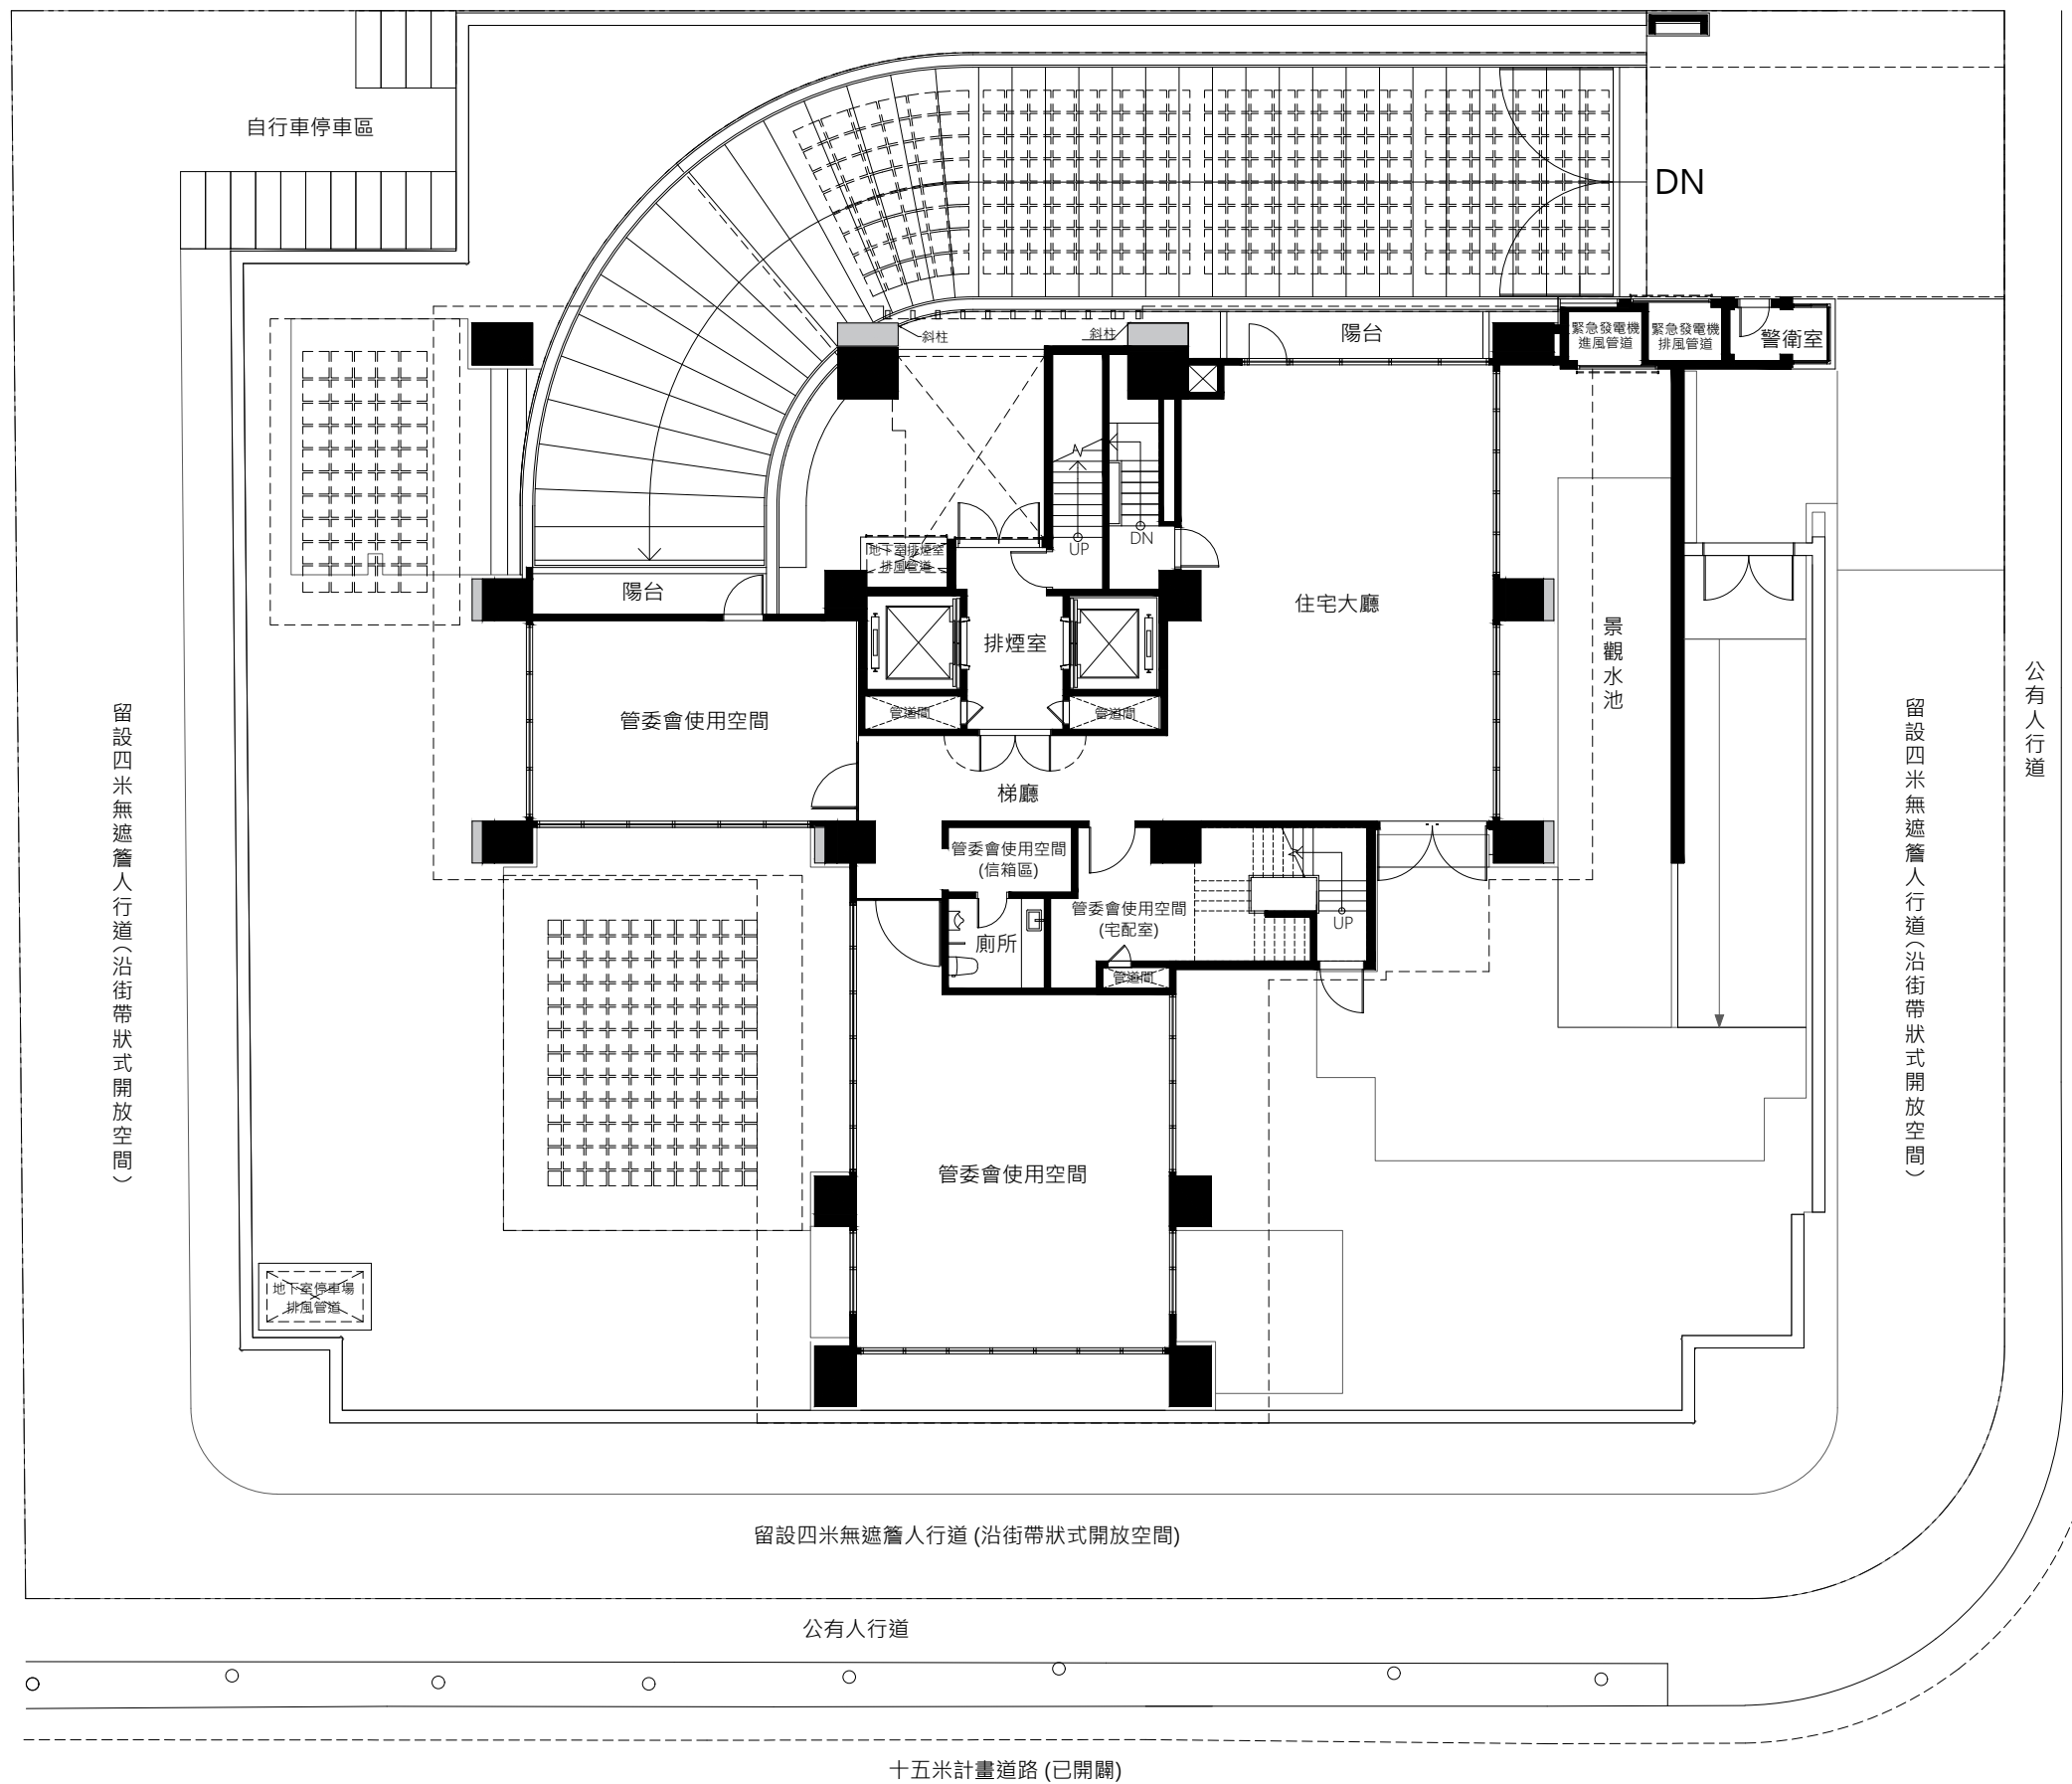 自行車停車區
DN
斜柱
斜柱
陽台
緊急發電機
進風管道
緊急發電機
排風管道
警衛室
UP
DN
地下室排煙室
排風管道
陽台
排煙室
住宅大廳
景觀水池
管委會使用空間
管道間
管道間
梯廳
管委會使用空間
(信箱區)
管委會使用空間
(宅配室)
UP
廁所
管道間
管委會使用空間
地下室停車場
排風管道
留設四米無遮簷人行道(沿街帶狀式開放空間)
留設四米無遮簷人行道(沿街帶狀式開放空間)
公有人行道
留設四米無遮簷人行道 (沿街帶狀式開放空間)
公有人行道
十五米計畫道路 (已開闢)